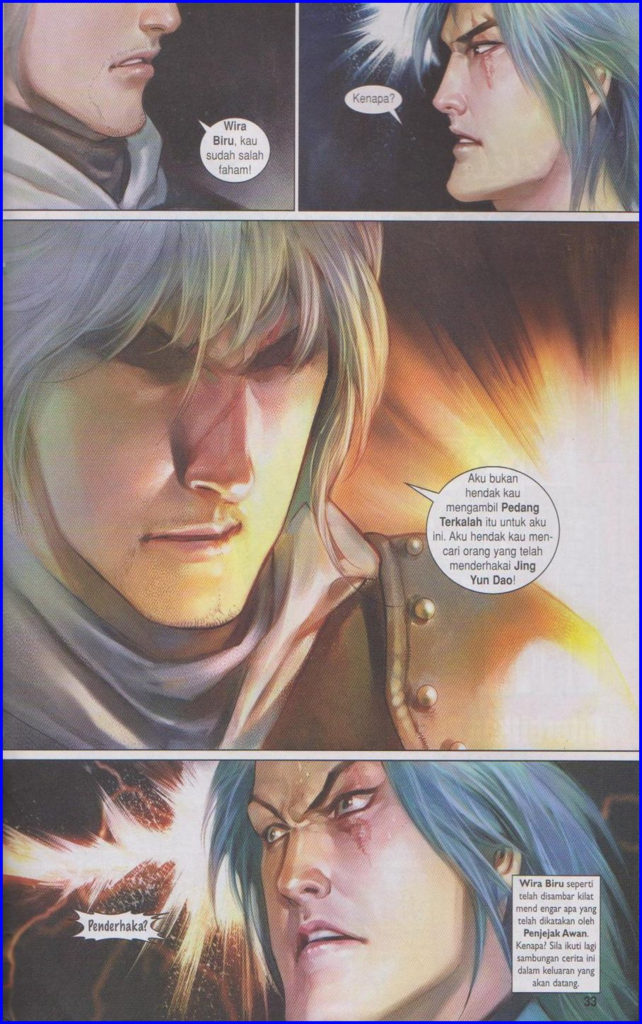 Wira
Biru, kau
sudah salah
faham!
Kenapa?
Aku bukan
hendak kau
mengambil Pedang
Terkalah itu untuk aku
ini. Aku hendak kau men-
cari orang yang telah
menderhakai Jing
Yun Dao!
Penderhaka?
Wira Biru seperti
telah disambar kilat
mend engar apa yang
telah dikatakan oleh
Penjejak Awan.
Kenapa? Sila ikuti lagi
sambungan cerita ini
dalam keluaran yang
akan datang.
33